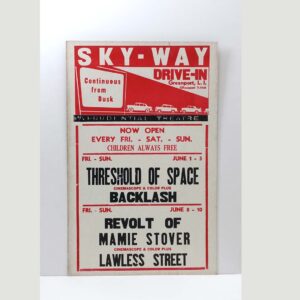 SKY-WAY
DRIVE-IN
Greenport, L. I.
Continuous
from
Dusk
PRUDENTIAL THEATRE
NOW OPEN
EVERY FRI. - SAT. - SUN.
CHILDREN ALWAYS FREE
FRI. - SUN. JUNE 1 - 3
THRESHOLD OF SPACE
CINEMASCOPE & COLOR PLUS
BACKLASH
FRI. - SUN. JUNE 8 - 10
REVOLT OF
MAMIE STOVER
CINEMASCOPE & COLOR PLUS
LAWLESS STREET